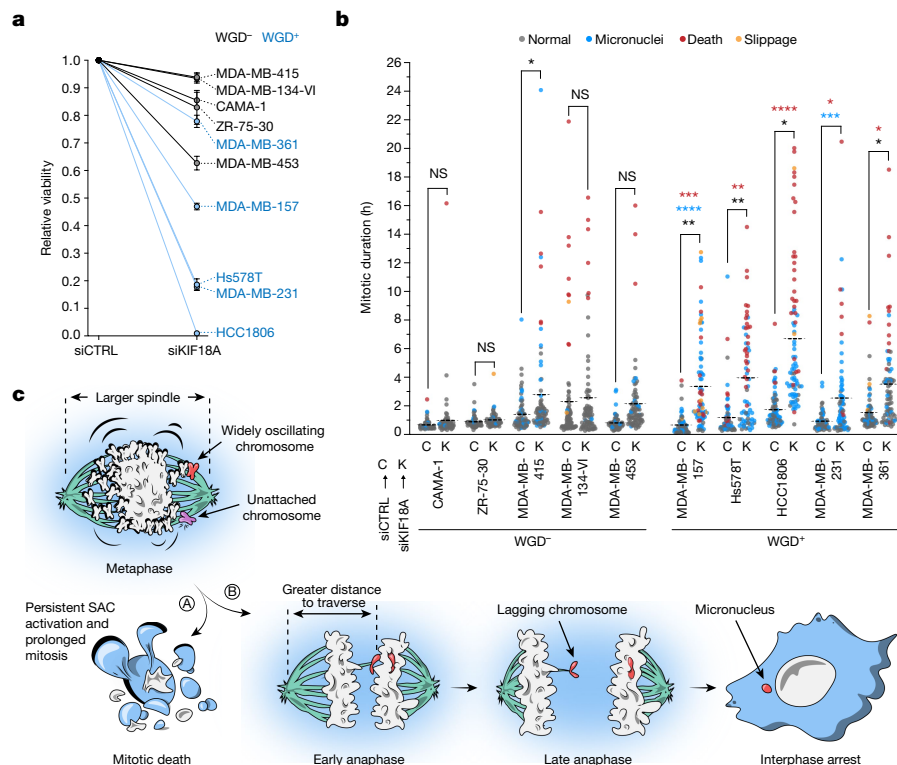 a
WGD⁻ WGD⁺
1.0
0.9
0.8
0.7
0.6
0.5
0.4
0.3
0.2
0.1
0.0
Relative viability
siCTRL
siKIF18A
MDA-MB-415
MDA-MB-134-VI
CAMA-1
ZR-75-30
MDA-MB-361
MDA-MB-453
MDA-MB-157
Hs578T
MDA-MB-231
HCC1806
b
Normal Micronuclei Death Slippage
26
24
22
20
18
16
14
12
10
8
6
4
2
0
Mitotic duration (h)
NS
NS
*
NS
NS
***
****
**
**
**
****
*
*
***
*
*
C K C K C K C K C K C K C K C K C K C K
siCTRL → C
siKIF18A → K
CAMA-1
ZR-75-30
MDA-MB-
415
MDA-MB-
134-VI
MDA-MB-
453
MDA-MB-
157
Hs578T
HCC1806
MDA-MB-
231
MDA-MB-
361
WGD⁻
WGD⁺
c
Larger spindle
Widely oscillating
chromosome
Unattached
chromosome
Metaphase
A
B
Persistent SAC
activation and
prolonged
mitosis
Mitotic death
Greater distance
to traverse
Early anaphase
Lagging chromosome
Late anaphase
Micronucleus
Interphase arrest